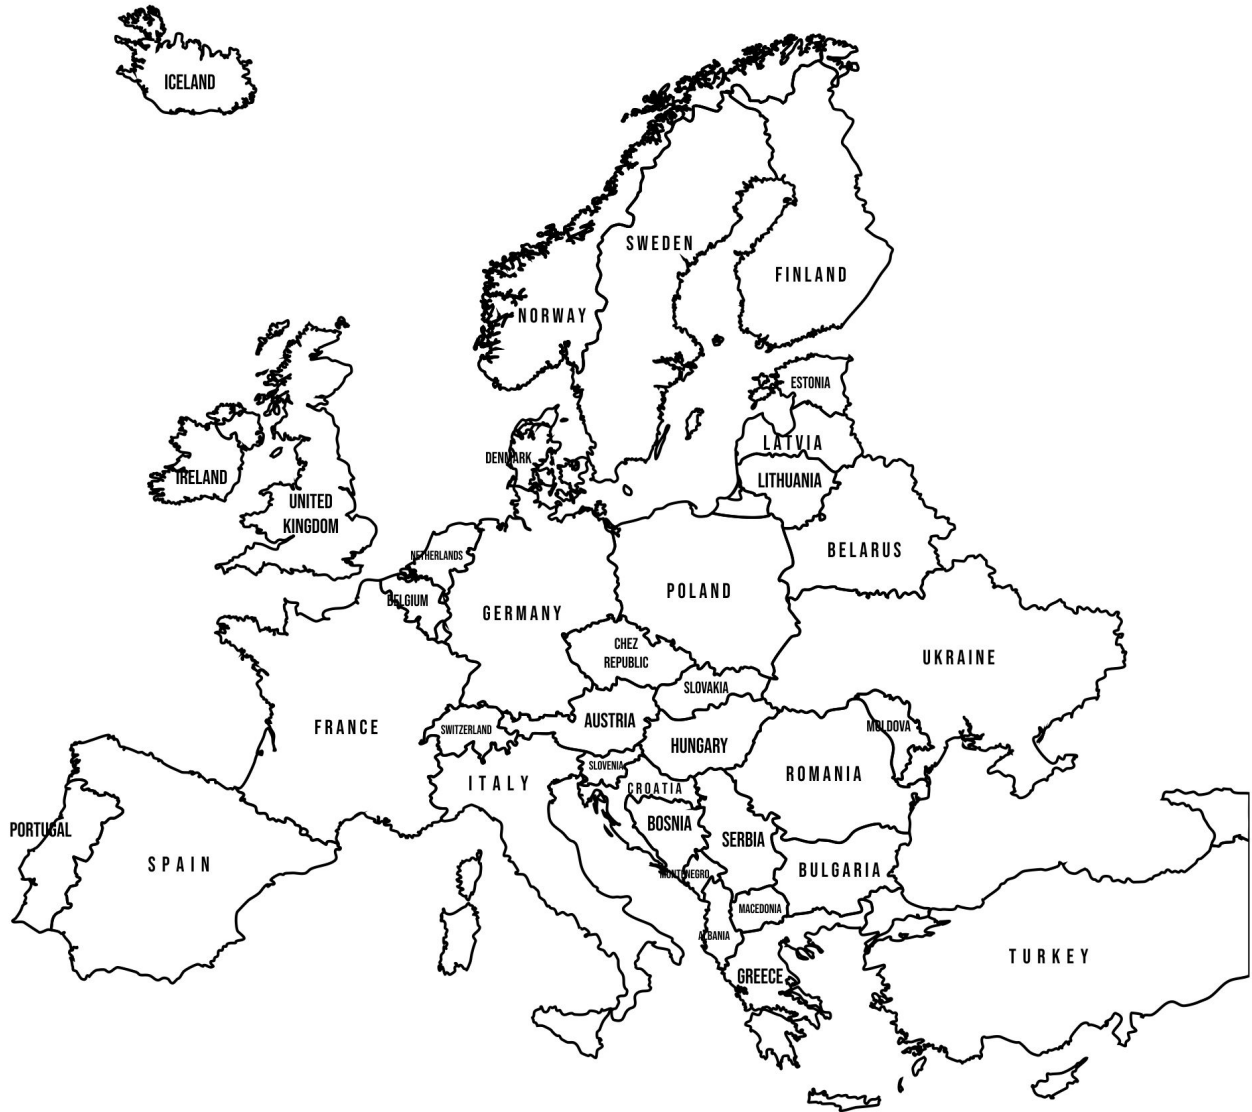 ICELAND
SWEDEN
FINLAND
NORWAY
ESTONIA
LATVIA
DENMARK
IRELAND
LITHUANIA
UNITED
KINGDOM
BELARUS
NETHERLANDS
POLAND
BELGIUM
GERMANY
CHEZ
REPUBLIC
UKRAINE
SLOVAKIA
AUSTRIA
FRANCE
SWITZERLAND
MOLDOVA
HUNGARY
SLOVENIA
ROMANIA
ITALY
CROATIA
BOSNIA
PORTUGAL
SERBIA
SPAIN
BULGARIA
MONTENEGRO
MACEDONIA
ALBANIA
TURKEY
GREECE